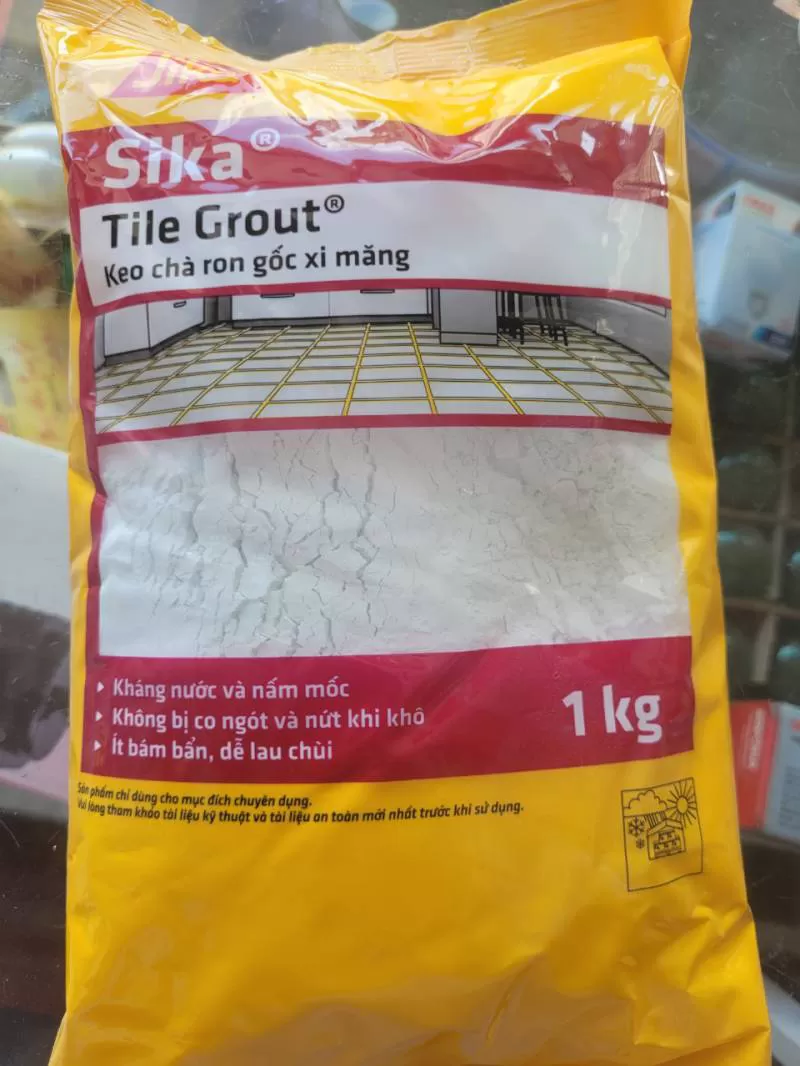 Sika®
Tile Grout®
Keo chà ron gốc xi măng
Kháng nước và nấm mốc
Không bị co ngót và nứt khi khô
Ít bám bẩn, dễ lau chùi
1 kg
Sản phẩm chỉ dùng cho mục đích chuyên dụng.
Vui lòng tham khảo tài liệu kỹ thuật và tài liệu an toàn mới nhất trước khi sử dụng.